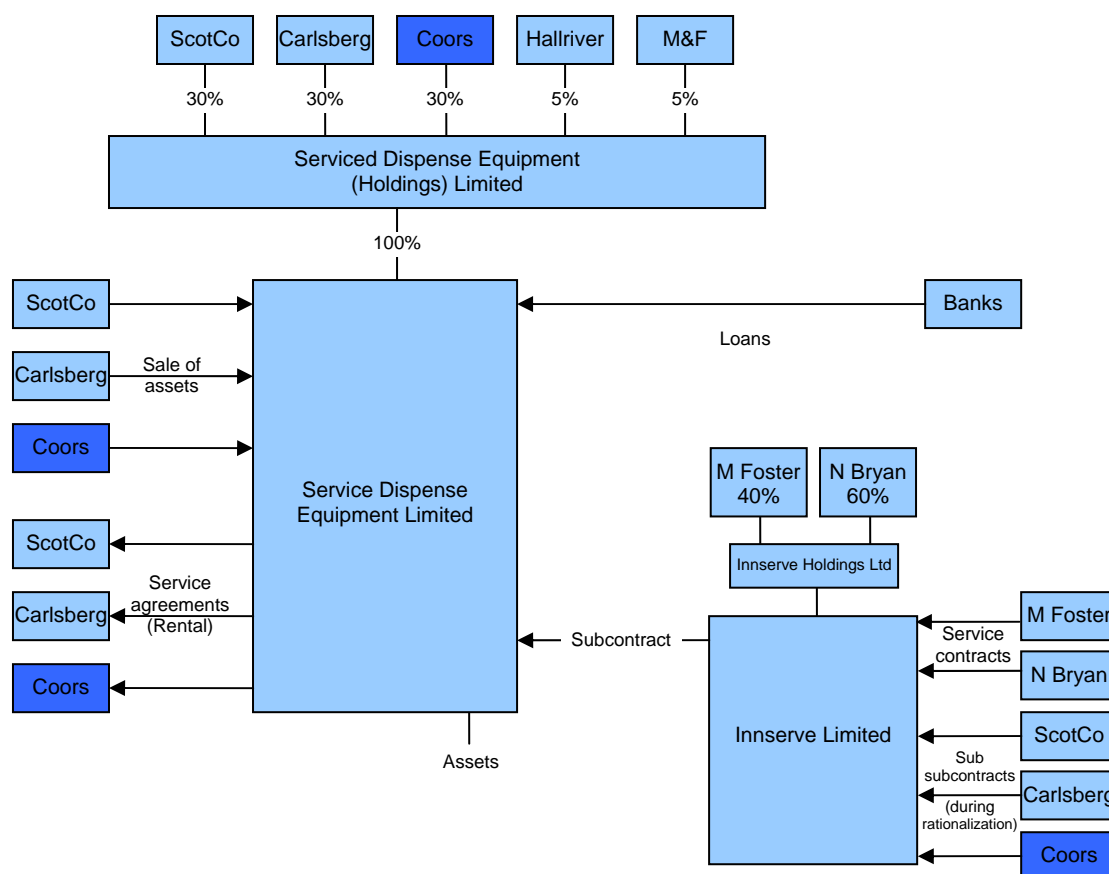 ScotCo
Carlsberg
Coors
Hallriver
M&F
30%
30%
30%
5%
5%
Serviced Dispense Equipment
(Holdings) Limited
100%
ScotCo
Carlsberg
Coors
Sale of
assets
Banks
Loans
Service Dispense
Equipment Limited
ScotCo
Carlsberg
Coors
Service
agreements
(Rental)
Assets
Subcontract
M Foster
40%
N Bryan
60%
Innserve Holdings Ltd
Innserve Limited
M Foster
Service
contracts
N Bryan
ScotCo
Sub
subcontracts
Carlsberg
(during
rationalization)
Coors